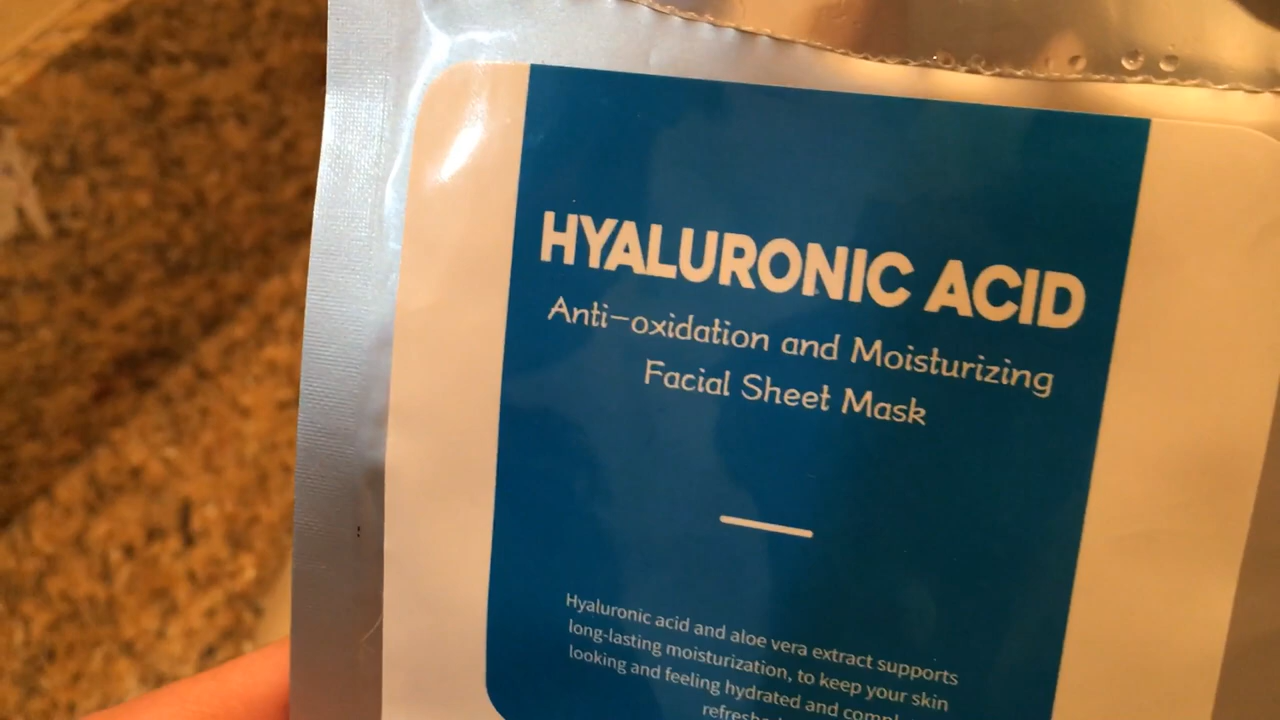 HYALURONIC ACID
Anti-oxidation and Moisturizing
Facial Sheet Mask
Hyaluronic acid and aloe vera extract supports
long-lasting moisturization, to keep your skin
looking and feeling hydrated and